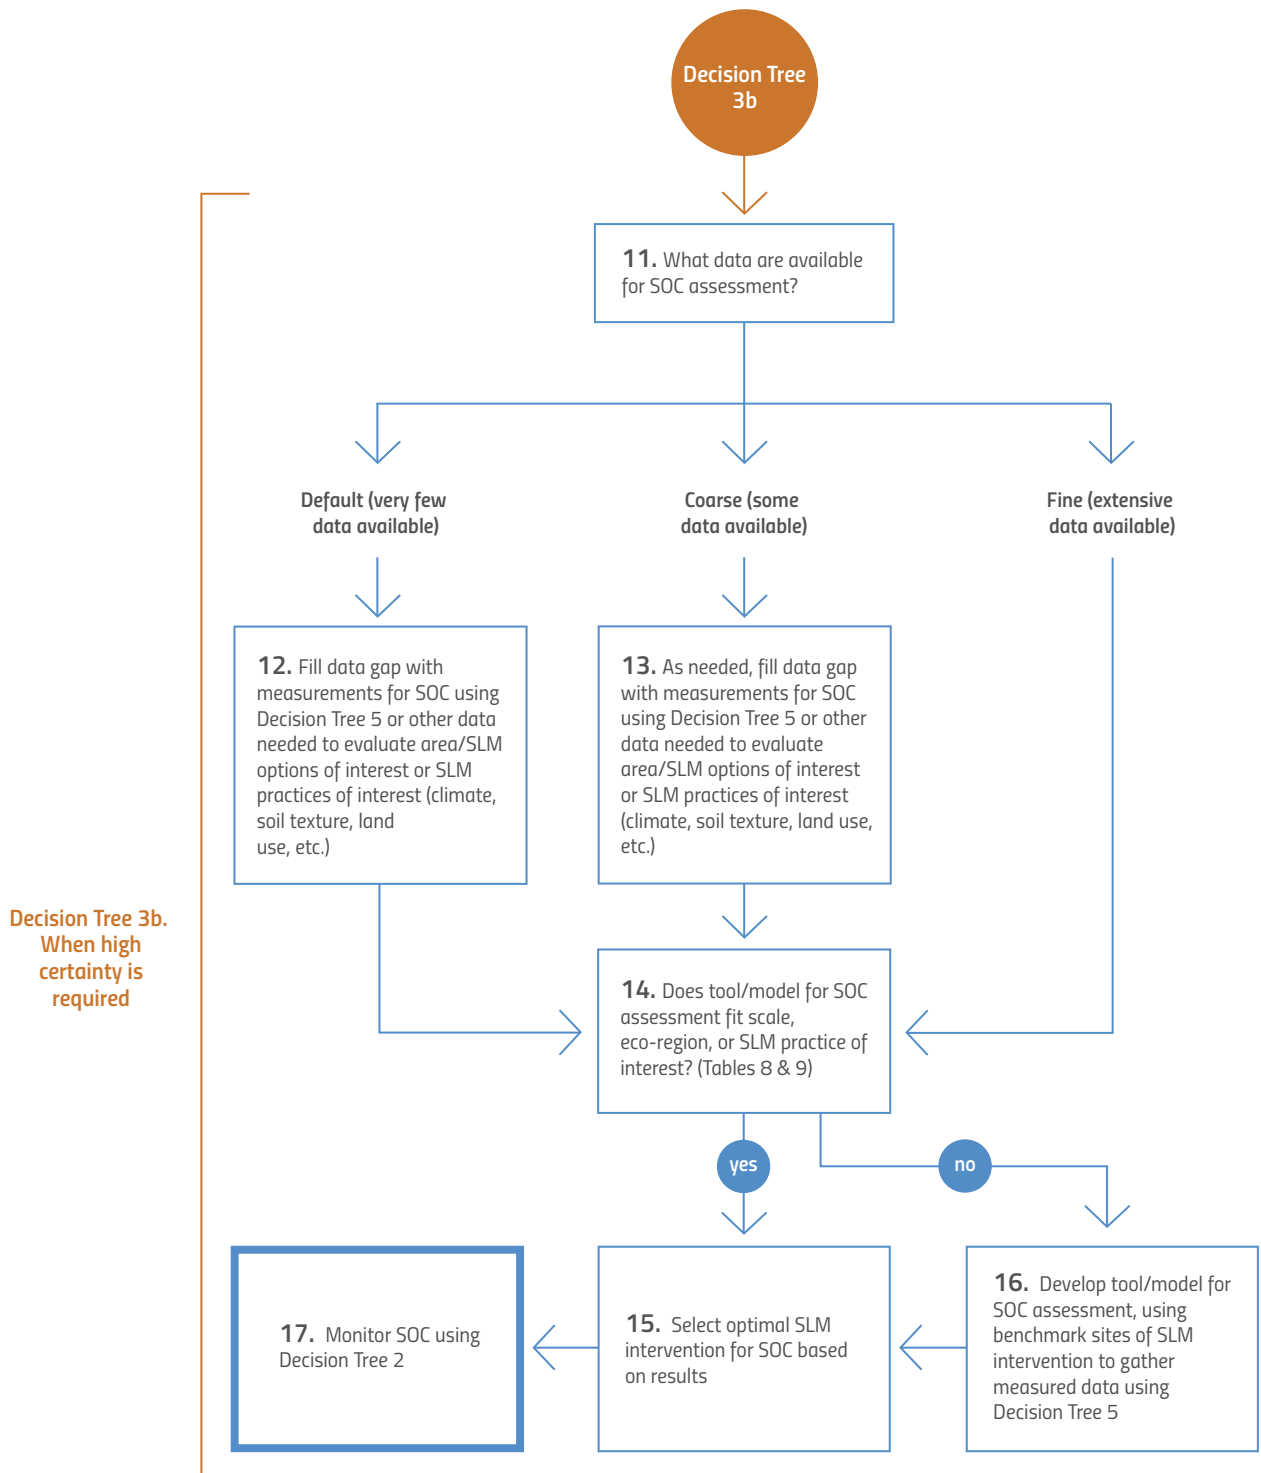 Decision Tree
3b
11. What data are available
for SOC assessment?
Default (very few
data available)
Coarse (some
data available)
Fine (extensive
data available)
12. Fill data gap with
measurements for SOC using
Decision Tree 5 or other data
needed to evaluate area/SLM
options of interest or SLM
practices of interest (climate,
soil texture, land
use, etc.)
13. As needed, fill data gap
with measurements for SOC
using Decision Tree 5 or other
data needed to evaluate
area/SLM options of interest
or SLM practices of interest
(climate, soil texture, land use,
etc.)
Decision Tree 3b.
When high
certainty is
required
14. Does tool/model for SOC
assessment fit scale,
eco-region, or SLM practice of
interest? (Tables 8 & 9)
yes
no
17. Monitor SOC using
Decision Tree 2
15. Select optimal SLM
intervention for SOC based
on results
16. Develop tool/model for
SOC assessment, using
benchmark sites of SLM
intervention to gather
measured data using
Decision Tree 5